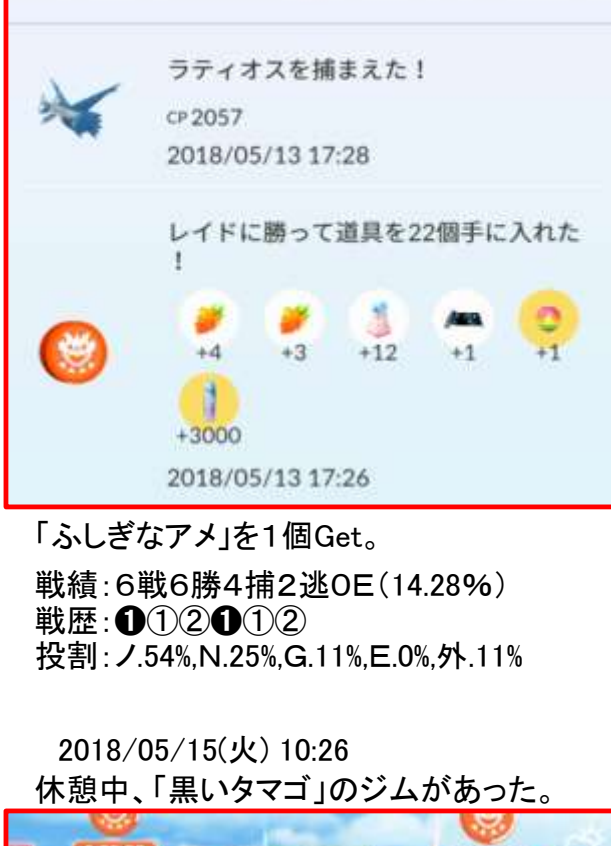 ラティオスを捕まえた！
CP2057
2018/05/13 17:28
レイドに勝って道具を22個手に入れた
！
+4 +3 +12 +1 +1
+3000
2018/05/13 17:26
「ふしぎなアメ」を１個Get。
戦績：６戦６勝４捕２逃0E（14.28%）
戦歴：❶①②❶①②
投割：ノ.54%,N.25%,G.11%,E.0%,外.11%
2018/05/15(火) 10:26
休憩中、「黒いタマゴ」のジムがあった。